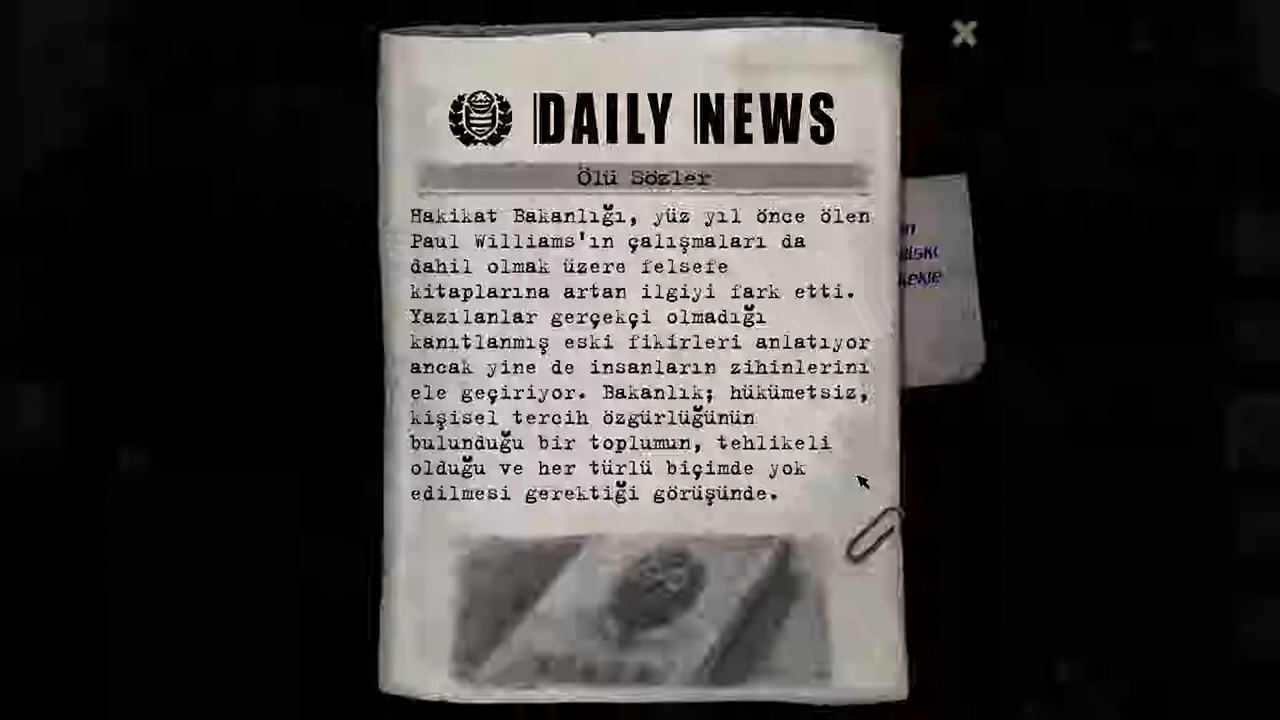 DAILY NEWS
Ölü Sözler
Hakikat Bakanlığı, yüz yıl önce ölen
Paul Williams'ın çalışmaları da
dahil olmak üzere felsefe
kitaplarına artan ilgiyi fark etti.
Yazılanlar gerçekçi olmadığı
kanıtlanmış eski fikirleri anlatıyor
ancak yine de insanların zihinlerini
ele geçiriyor. Bakanlık; hükümetsiz,
kişisel tercih özgürlüğünün
bulunduğu bir toplumun, tehlikeli
olduğu ve her türlü biçimde yok
edilmesi gerektiği görüşünde.